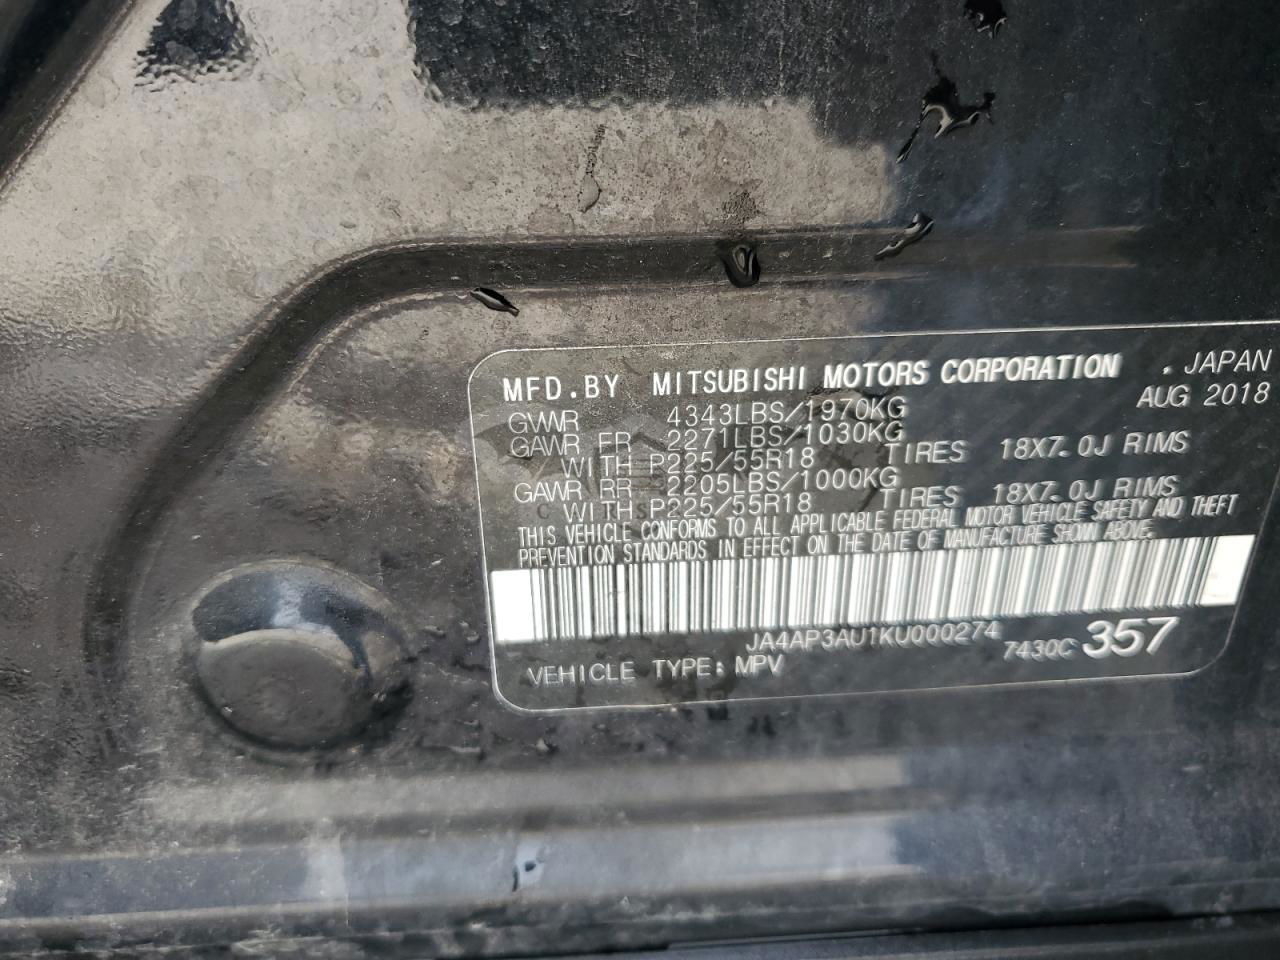 MFD.BY MITSUBISHI MOTORS CORPORATION . JAPAN
AUG 2018
GVWR 4343LBS/1970KG
GAWR FR 2271LBS/1030KG
WITH P225/55R18 TIRES 18X7.0J RIMS
GAWR RR 2205LBS/1000KG
WITH P225/55R18 TIRES 18X7.0J RIMS
THIS VEHICLE CONFORMS TO ALL APPLICABLE FEDERAL MOTOR VEHICLE SAFETY AND THEFT
PREVENTION STANDARDS IN EFFECT ON THE DATE OF MANUFACTURE SHOWN ABOVE.
JA4AP3AU1KU000274 7430C 357
VEHICLE TYPE: MPV